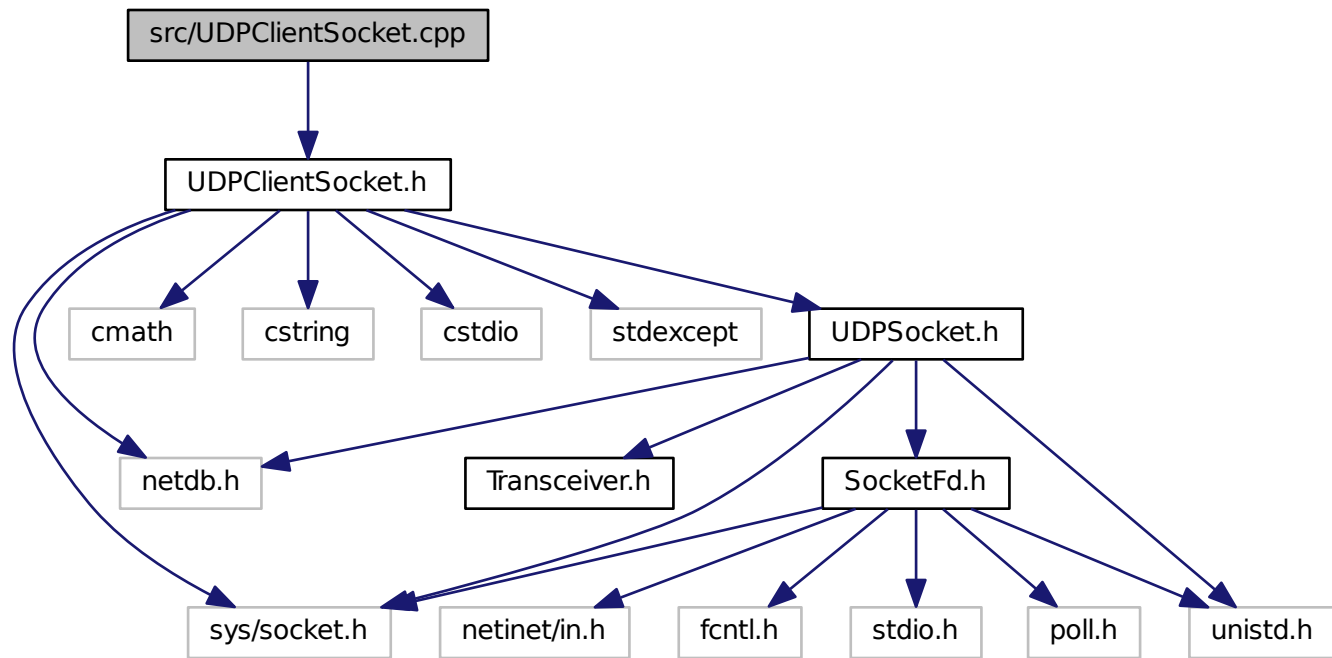 src/UDPClientSocket.cpp
UDPClientSocket.h
cmath
cstring
cstdio
stdexcept
UDPSocket.h
netdb.h
Transceiver.h
SocketFd.h
sys/socket.h
netinet/in.h
fcntl.h
stdio.h
poll.h
unistd.h